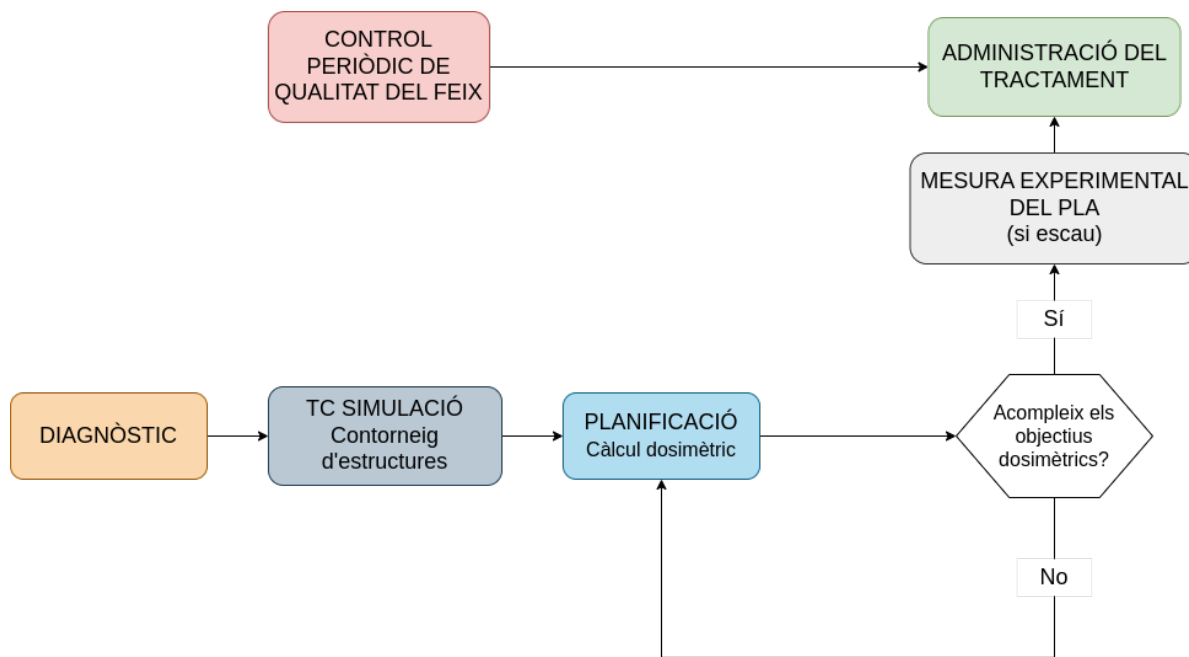 CONTROL
PERIÒDIC DE
QUALITAT DEL FEIX
ADMINISTRACIÓ DEL
TRACTAMENT
MESURA EXPERIMENTAL
DEL PLA
(si escau)
Sí
DIAGNÒSTIC
TC SIMULACIÓ
Contorneig
d'estructures
PLANIFICACIÓ
Càlcul dosimètric
Acompleix els
objectius
dosimètrics?
No